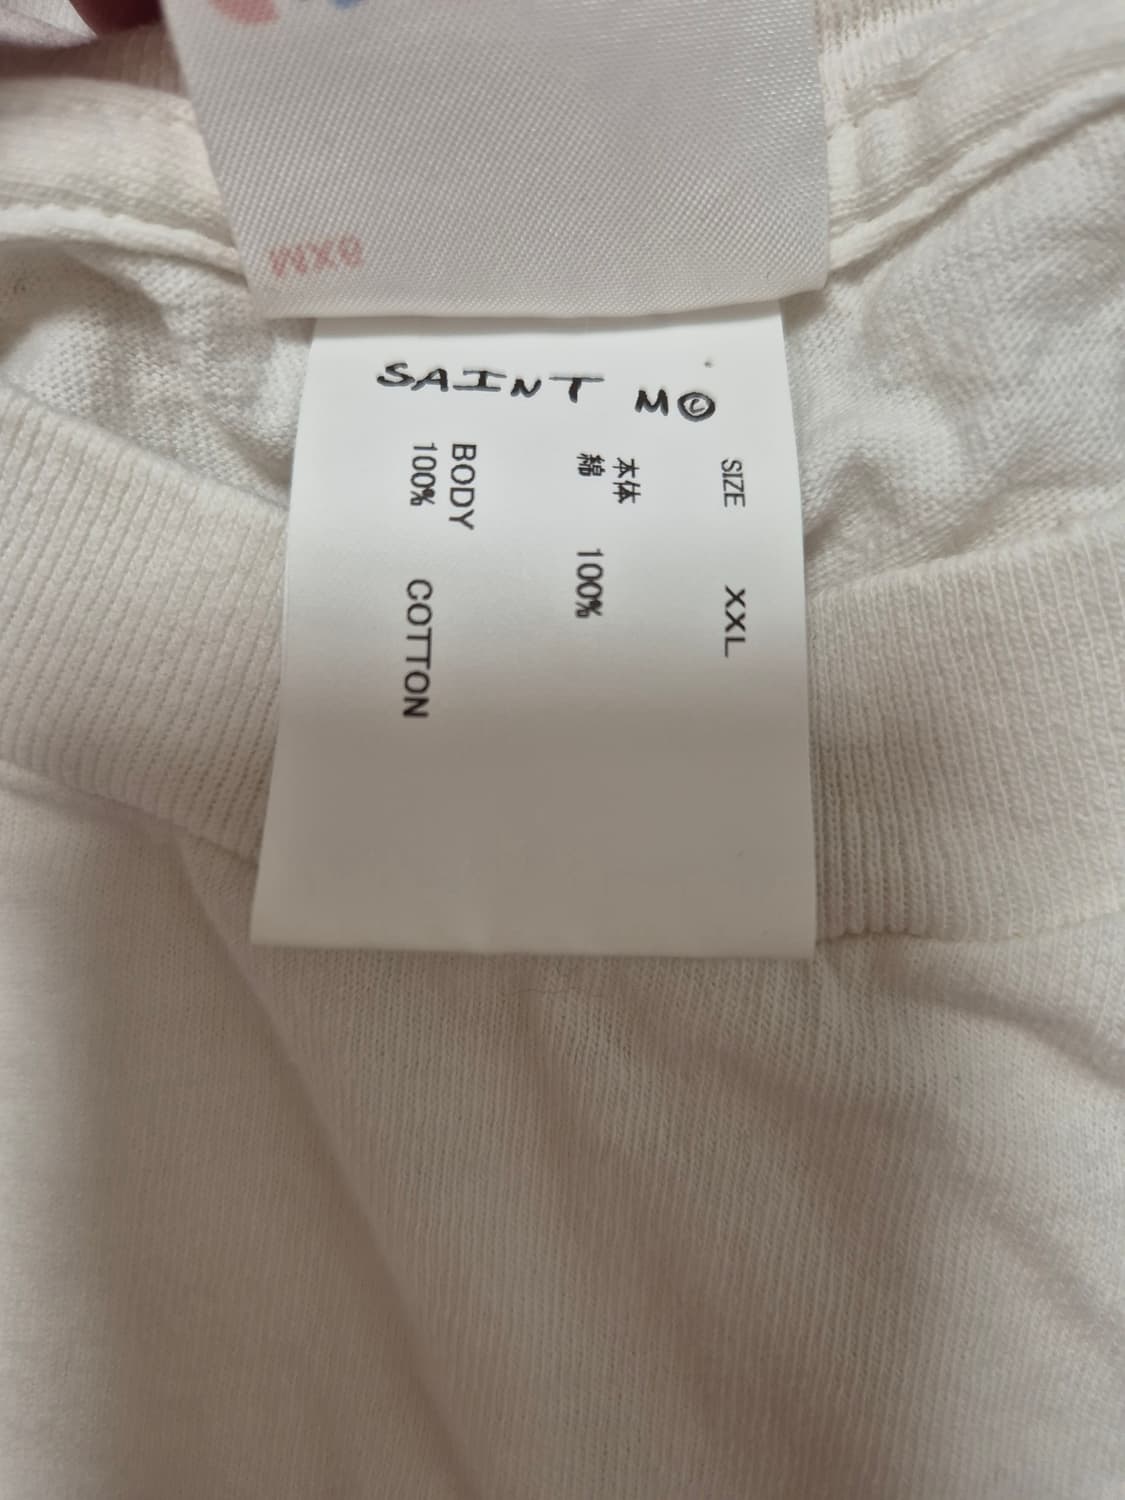 SAINT M
SIZE XXL
本体
綿 100%
BODY
100% COTTON